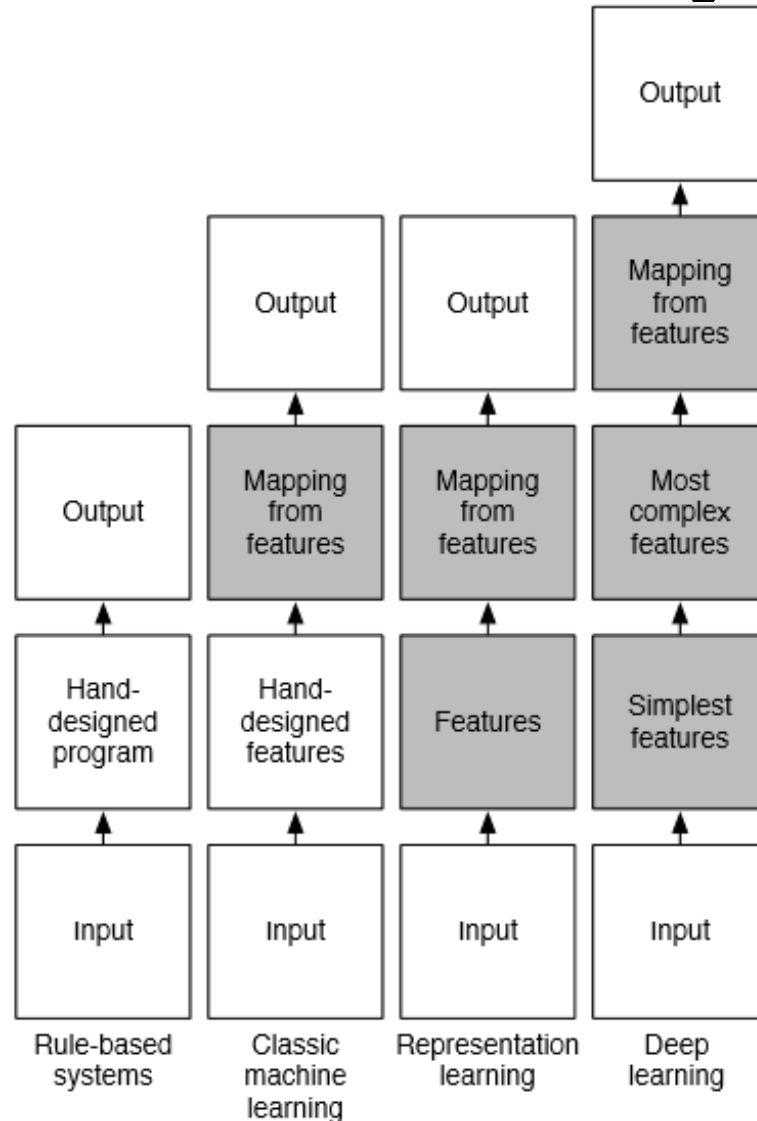 Output
Output
Output
Mapping
from
features
Output
Mapping
from
features
Mapping
from
features
Most
complex
features
Hand-
designed
program
Hand-
designed
features
Features
Simplest
features
Input
Input
Input
Input
Rule-based
systems
Classic
machine
learning
Representation
learning
Deep
learning